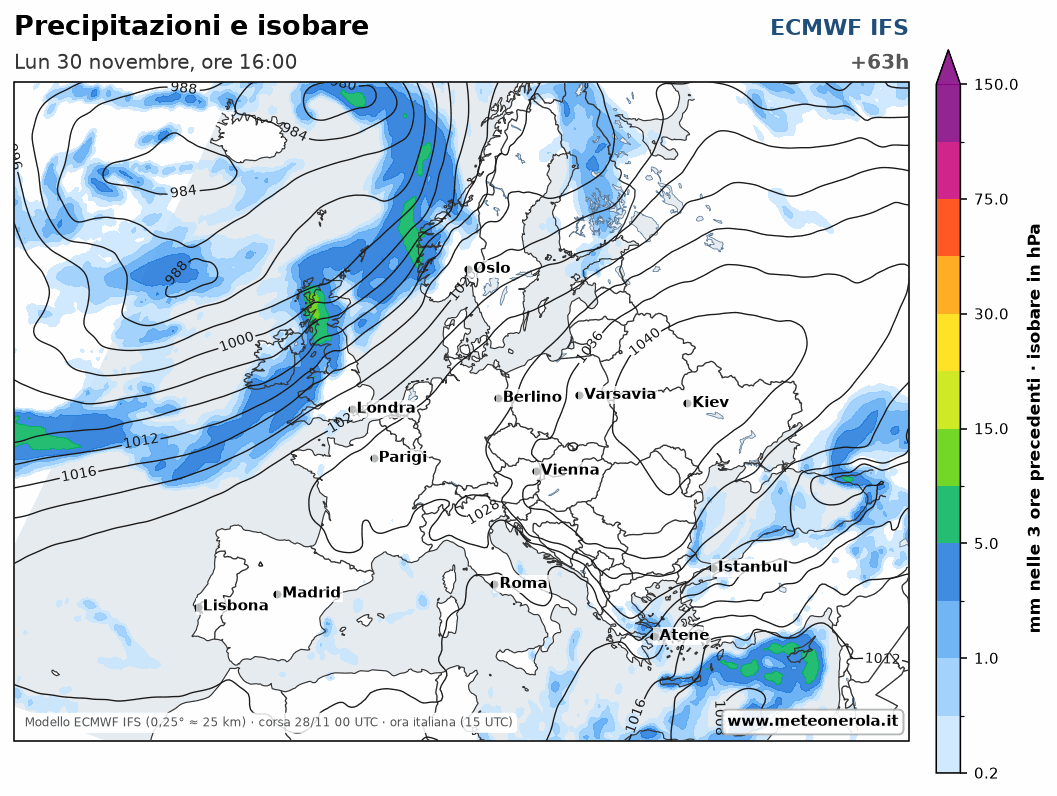 Precipitazioni e isobare
ECMWF IFS
Lun 30 novembre, ore 16:00
+63h
988
984
996
984
988
1000
1012
1016
1036
1040
1028
1012
1016
Oslo
Berlino
Varsavia
Kiev
Londra
Parigi
Vienna
Istanbul
Roma
Madrid
Lisbona
Atene
Modello ECMWF IFS (0,25° ≈ 25 km) · corsa 28/11 00 UTC · ora italiana (15 UTC)
www.meteonerola.it
150.0
75.0
30.0
15.0
5.0
1.0
0.2
mm nelle 3 ore precedenti · isobare in hPa